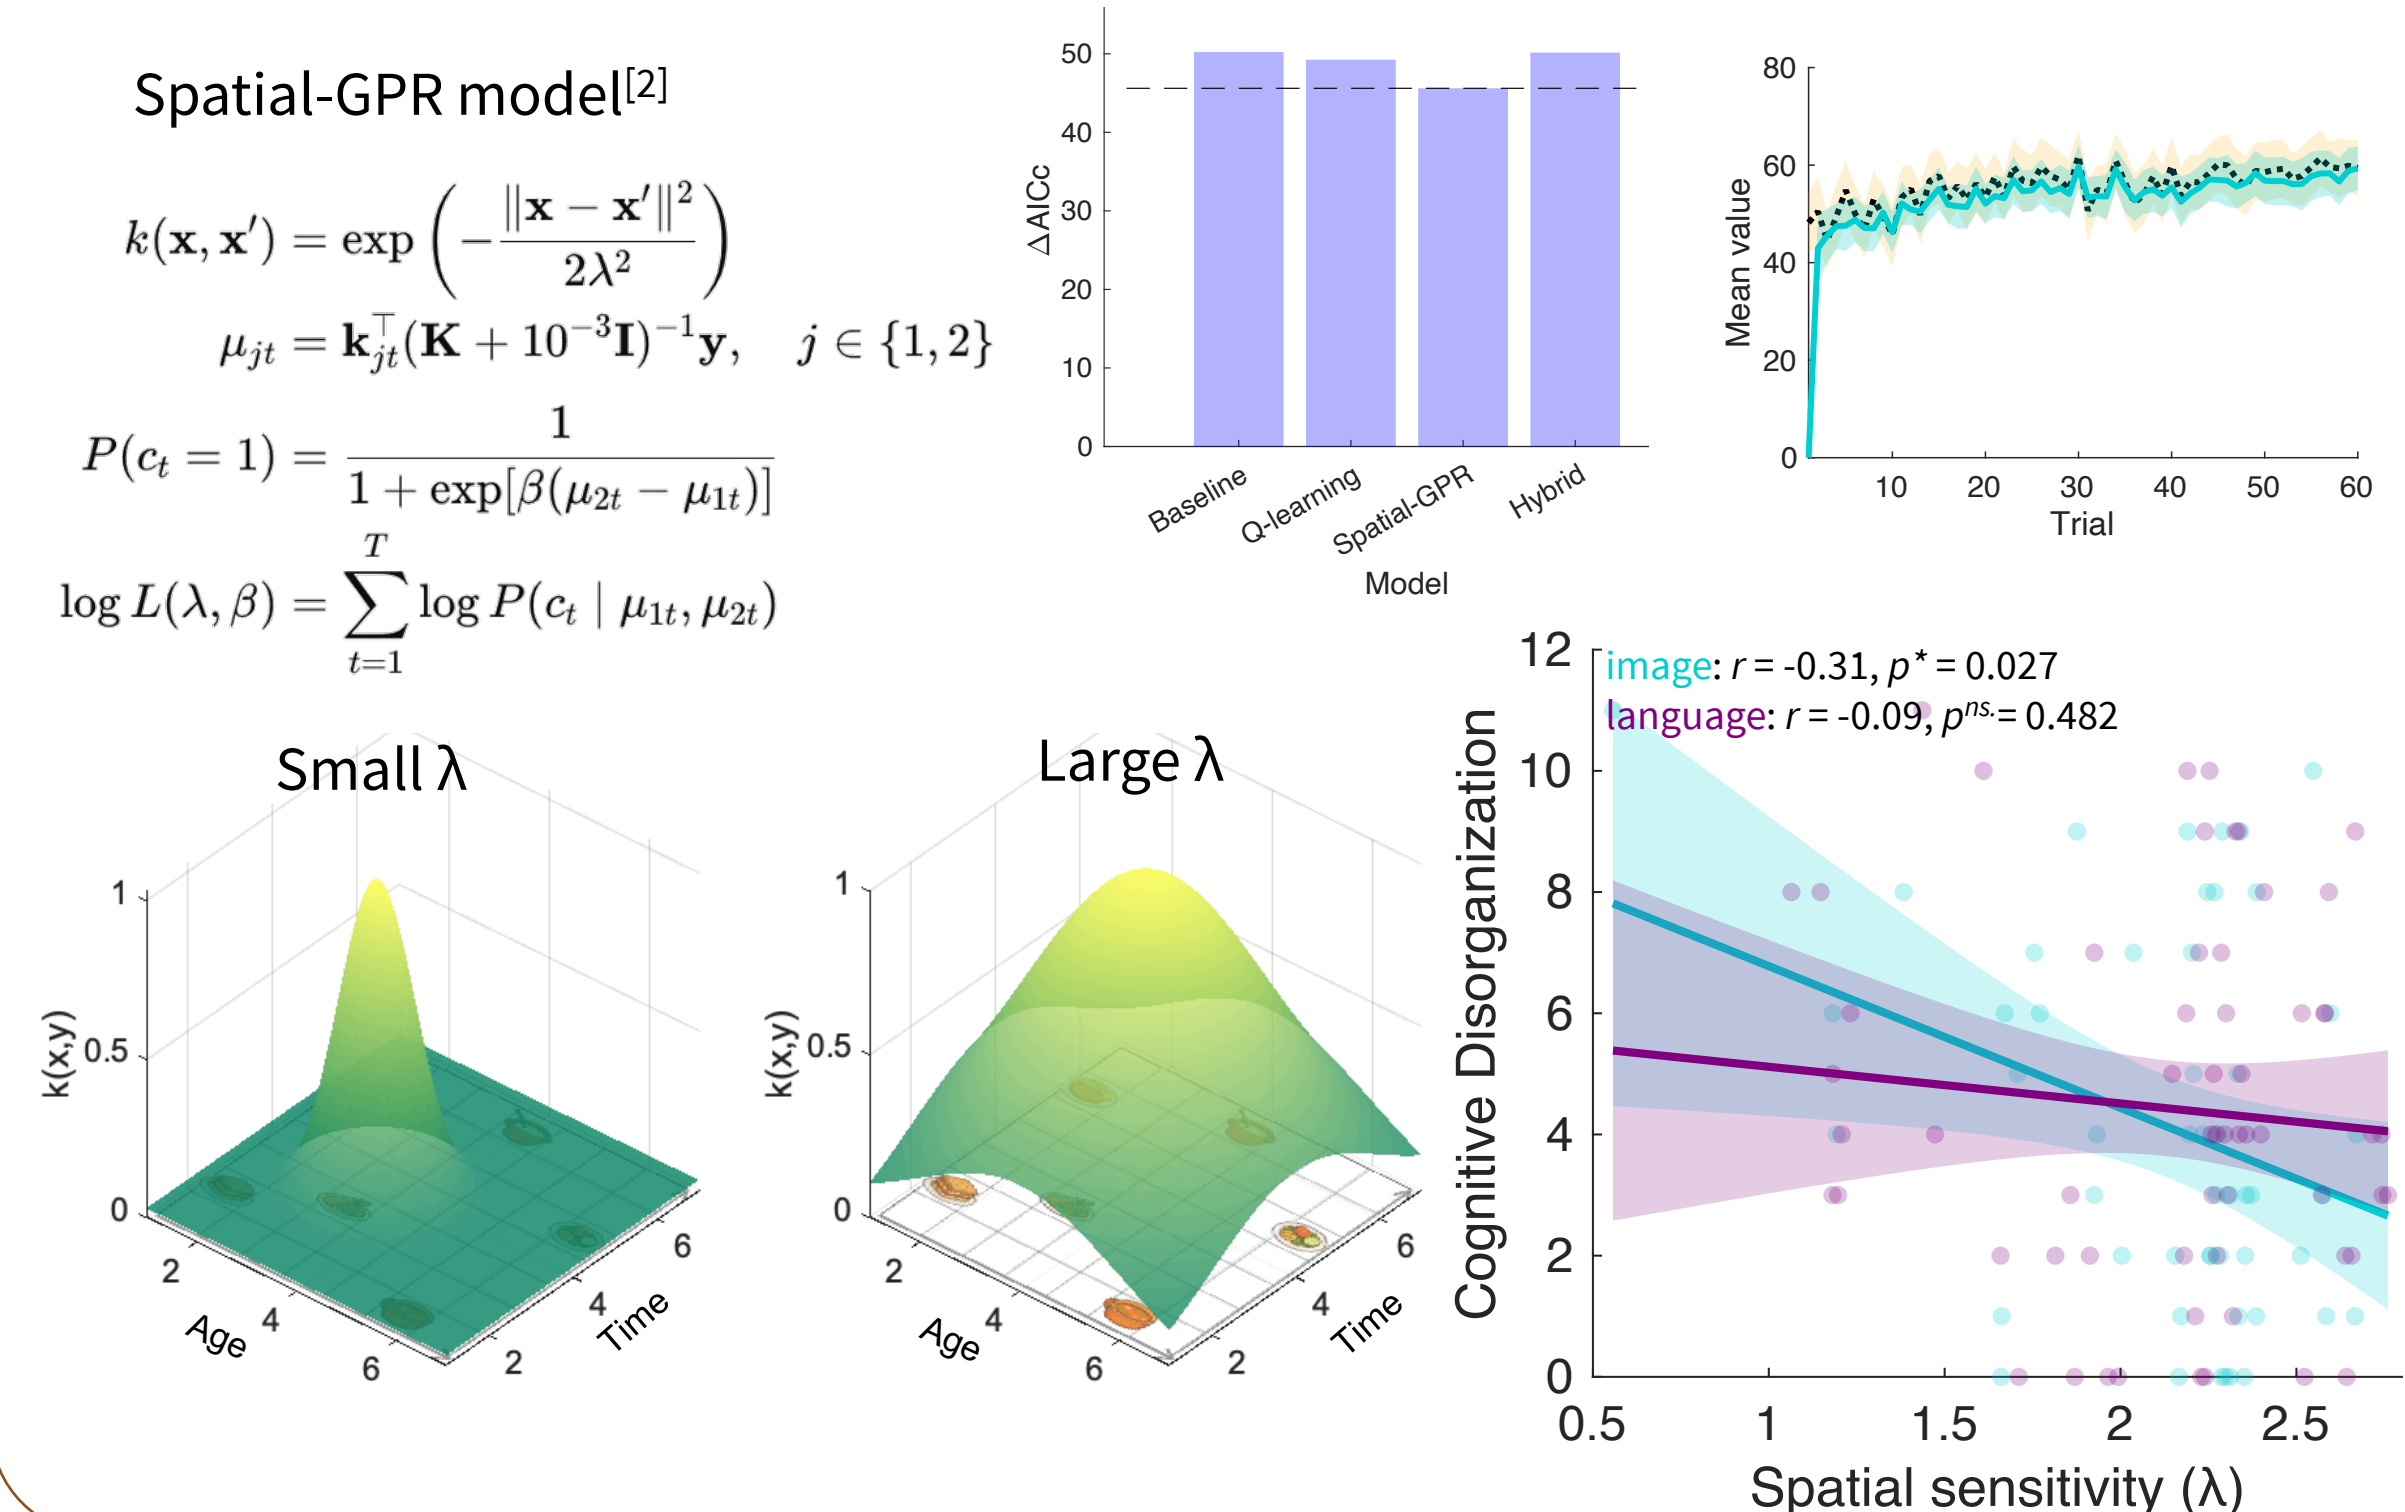 Spatial-GPR model[2]
k(x, x′) = exp(−‖x − x′‖² / 2λ²)
μjt = k⊤jt(K + 10⁻³I)⁻¹y, j ∈ {1, 2}
P(ct = 1) = 1 / 1 + exp[β(μ2t − μ1t)]
log L(λ, β) = ∑ T t=1 log P(ct | μ1t, μ2t)
50
40
30
20
10
0
△AICc
Baseline
Q-learning
Spatial-GPR
Hybrid
Model
80
60
40
20
0
Mean value
10 20 30 40 50 60
Trial
Small λ
1
0.5
0
k(x,y)
2
4
6
Age
2
4
6
Time
Large λ
1
0.5
0
k(x,y)
2
4
6
Age
2
4
6
Time
image: r = -0.31, p* = 0.027
language: r = -0.09, pns. = 0.482
12
10
8
6
4
2
0
Cognitive Disorganization
0.5 1 1.5 2 2.5
Spatial sensitivity (λ)